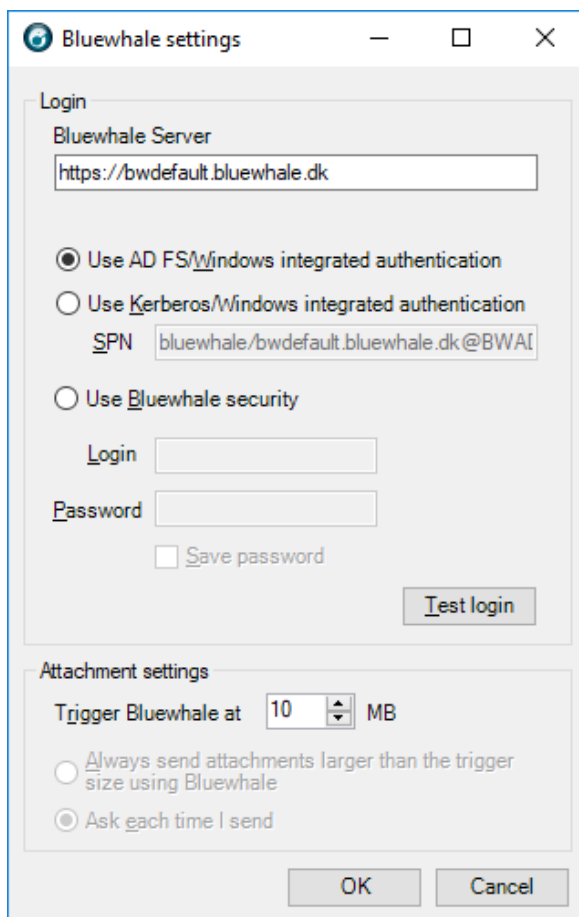 Bluewhale settings
Login
Bluewhale Server
https://bwdefault.bluewhale.dk
Use AD FS/Windows integrated authentication
Use Kerberos/Windows integrated authentication
SPN bluewhale/bwdefault.bluewhale.dk@BWAD
Use Bluewhale security
Login
Password
Save password
Test login
Attachment settings
Trigger Bluewhale at 10 MB
Always send attachments larger than the trigger
size using Bluewhale
Ask each time I send
OK Cancel